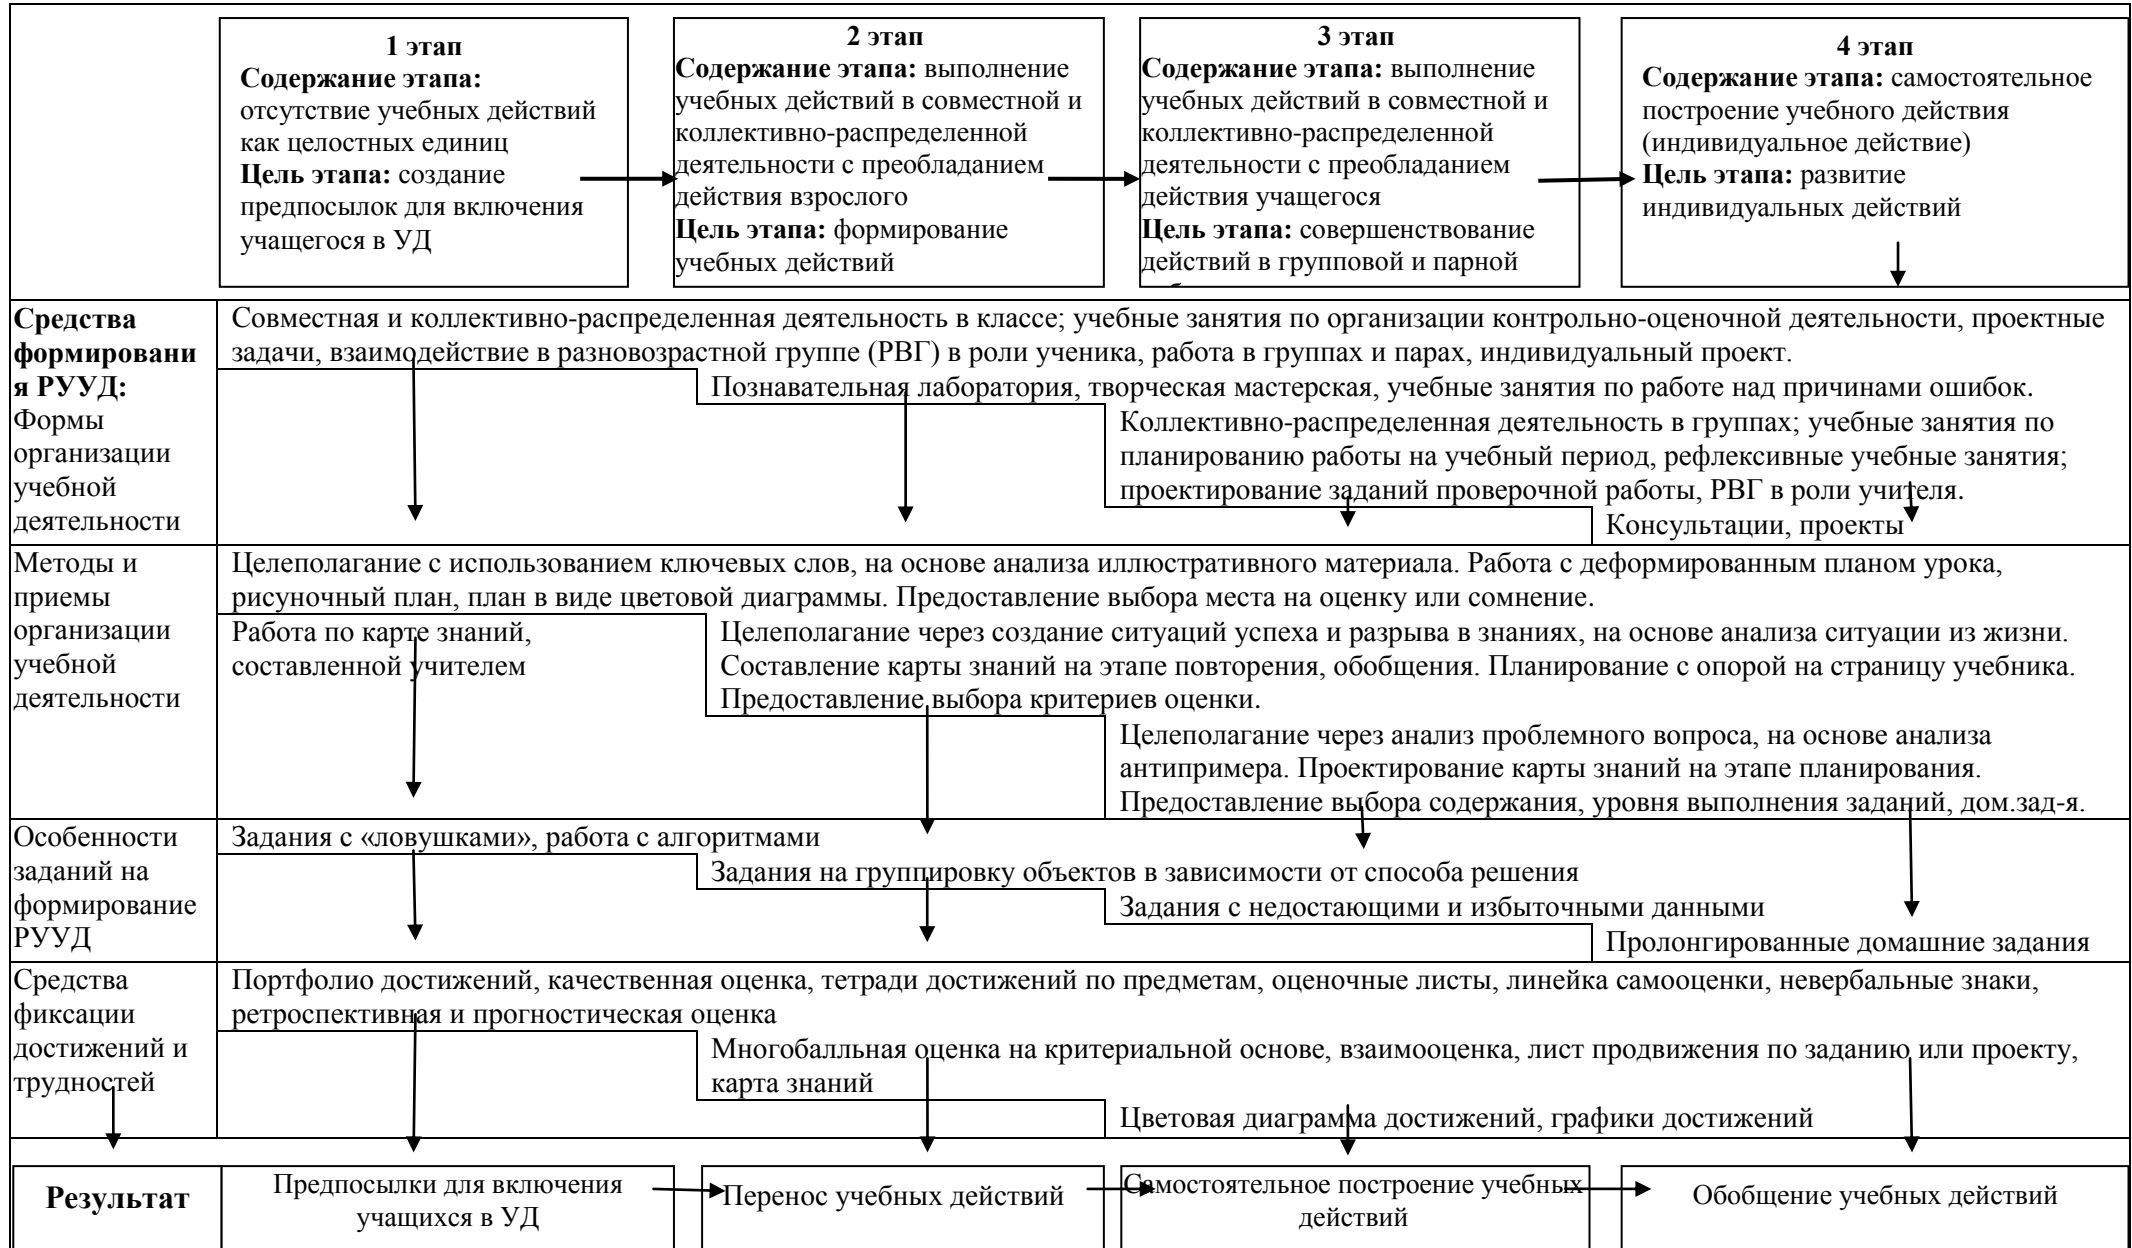 1 этап
Содержание этапа:
отсутствие учебных действий
как целостных единиц
Цель этапа: создание
предпосылок для включения
учащегося в УД
2 этап
Содержание этапа: выполнение
учебных действий в совместной и
коллективно-распределенной
деятельности с преобладанием
действия взрослого
Цель этапа: формирование
учебных действий
3 этап
Содержание этапа: выполнение
учебных действий в совместной и
коллективно-распределенной
деятельности с преобладанием
действия учащегося
Цель этапа: совершенствование
действий в групповой и парной
4 этап
Содержание этапа: самостоятельное
построение учебного действия
(индивидуальное действие)
Цель этапа: развитие
индивидуальных действий
Средства
формировани
я РУУД:
Формы
организации
учебной
деятельности
Совместная и коллективно-распределенная деятельность в классе; учебные занятия по организации контрольно-оценочной деятельности, проектные
задачи, взаимодействие в разновозрастной группе (РВГ) в роли ученика, работа в группах и парах, индивидуальный проект.
Познавательная лаборатория, творческая мастерская, учебные занятия по работе над причинами ошибок.
Коллективно-распределенная деятельность в группах; учебные занятия по
планированию работы на учебный период, рефлексивные учебные занятия;
проектирование заданий проверочной работы, РВГ в роли учителя.
Консультации, проекты
Методы и
приемы
организации
учебной
деятельности
Целеполагание с использованием ключевых слов, на основе анализа иллюстративного материала. Работа с деформированным планом урока,
рисуночный план, план в виде цветовой диаграммы. Предоставление выбора места на оценку или сомнение.
Работа по карте знаний,
составленной учителем
Целеполагание через создание ситуаций успеха и разрыва в знаниях, на основе анализа ситуации из жизни.
Составление карты знаний на этапе повторения, обобщения. Планирование с опорой на страницу учебника.
Предоставление выбора критериев оценки.
Целеполагание через анализ проблемного вопроса, на основе анализа
антипримера. Проектирование карты знаний на этапе планирования.
Предоставление выбора содержания, уровня выполнения заданий, дом.зад-я.
Особенности
заданий на
формирование
РУУД
Задания с «ловушками», работа с алгоритмами
Задания на группировку объектов в зависимости от способа решения
Задания с недостающими и избыточными данными
Пролонгированные домашние задания
Средства
фиксации
достижений и
трудностей
Портфолио достижений, качественная оценка, тетради достижений по предметам, оценочные листы, линейка самооценки, невербальные знаки,
ретроспективная и прогностическая оценка
Многобалльная оценка на критериальной основе, взаимооценка, лист продвижения по заданию или проекту,
карта знаний
Цветовая диаграмма достижений, графики достижений
Результат
Предпосылки для включения
учащихся в УД
Перенос учебных действий
Самостоятельное построение учебных
действий
Обобщение учебных действий